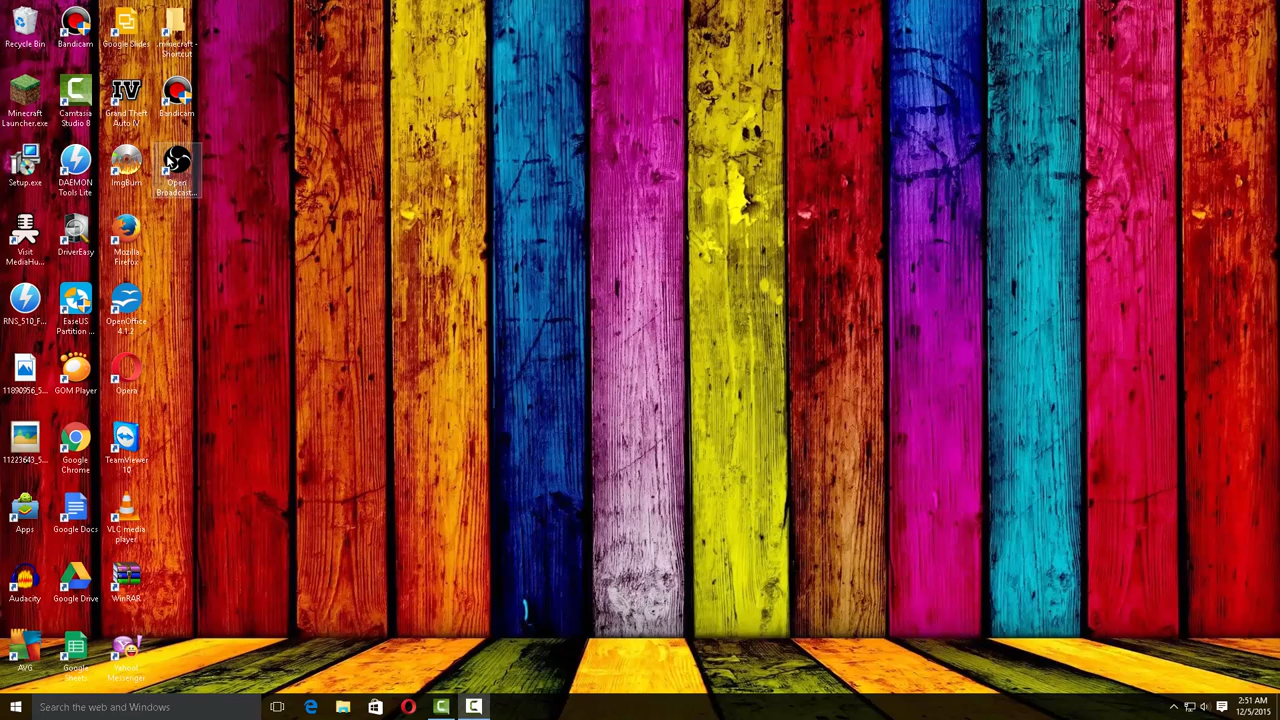 Recycle Bin
Bandicam
Google Slides
.minecraft -
Shortcut
Minecraft
Launcher.exe
Camtasia
Studio 8
IV
Grand Theft
Auto IV
Bandicam
Setup.exe
DAEMON
Tools Lite
ImgBurn
Open
Broadcast...
Visit
MediaHu...
DriverEasy
Mozilla
Firefox
RNS_510_F...
EaseUS
Partition ...
OpenOffice
4.1.2
11890956_5...
GOM Player
Opera
11223643_5...
Google
Chrome
TeamViewer
10
Apps
Google Docs
VLC media
player
Audacity
Google Drive
WinRAR
AVG
Google
Sheets
Yahoo!
Messenger
Search the web and Windows
2:51 AM
12/5/2015